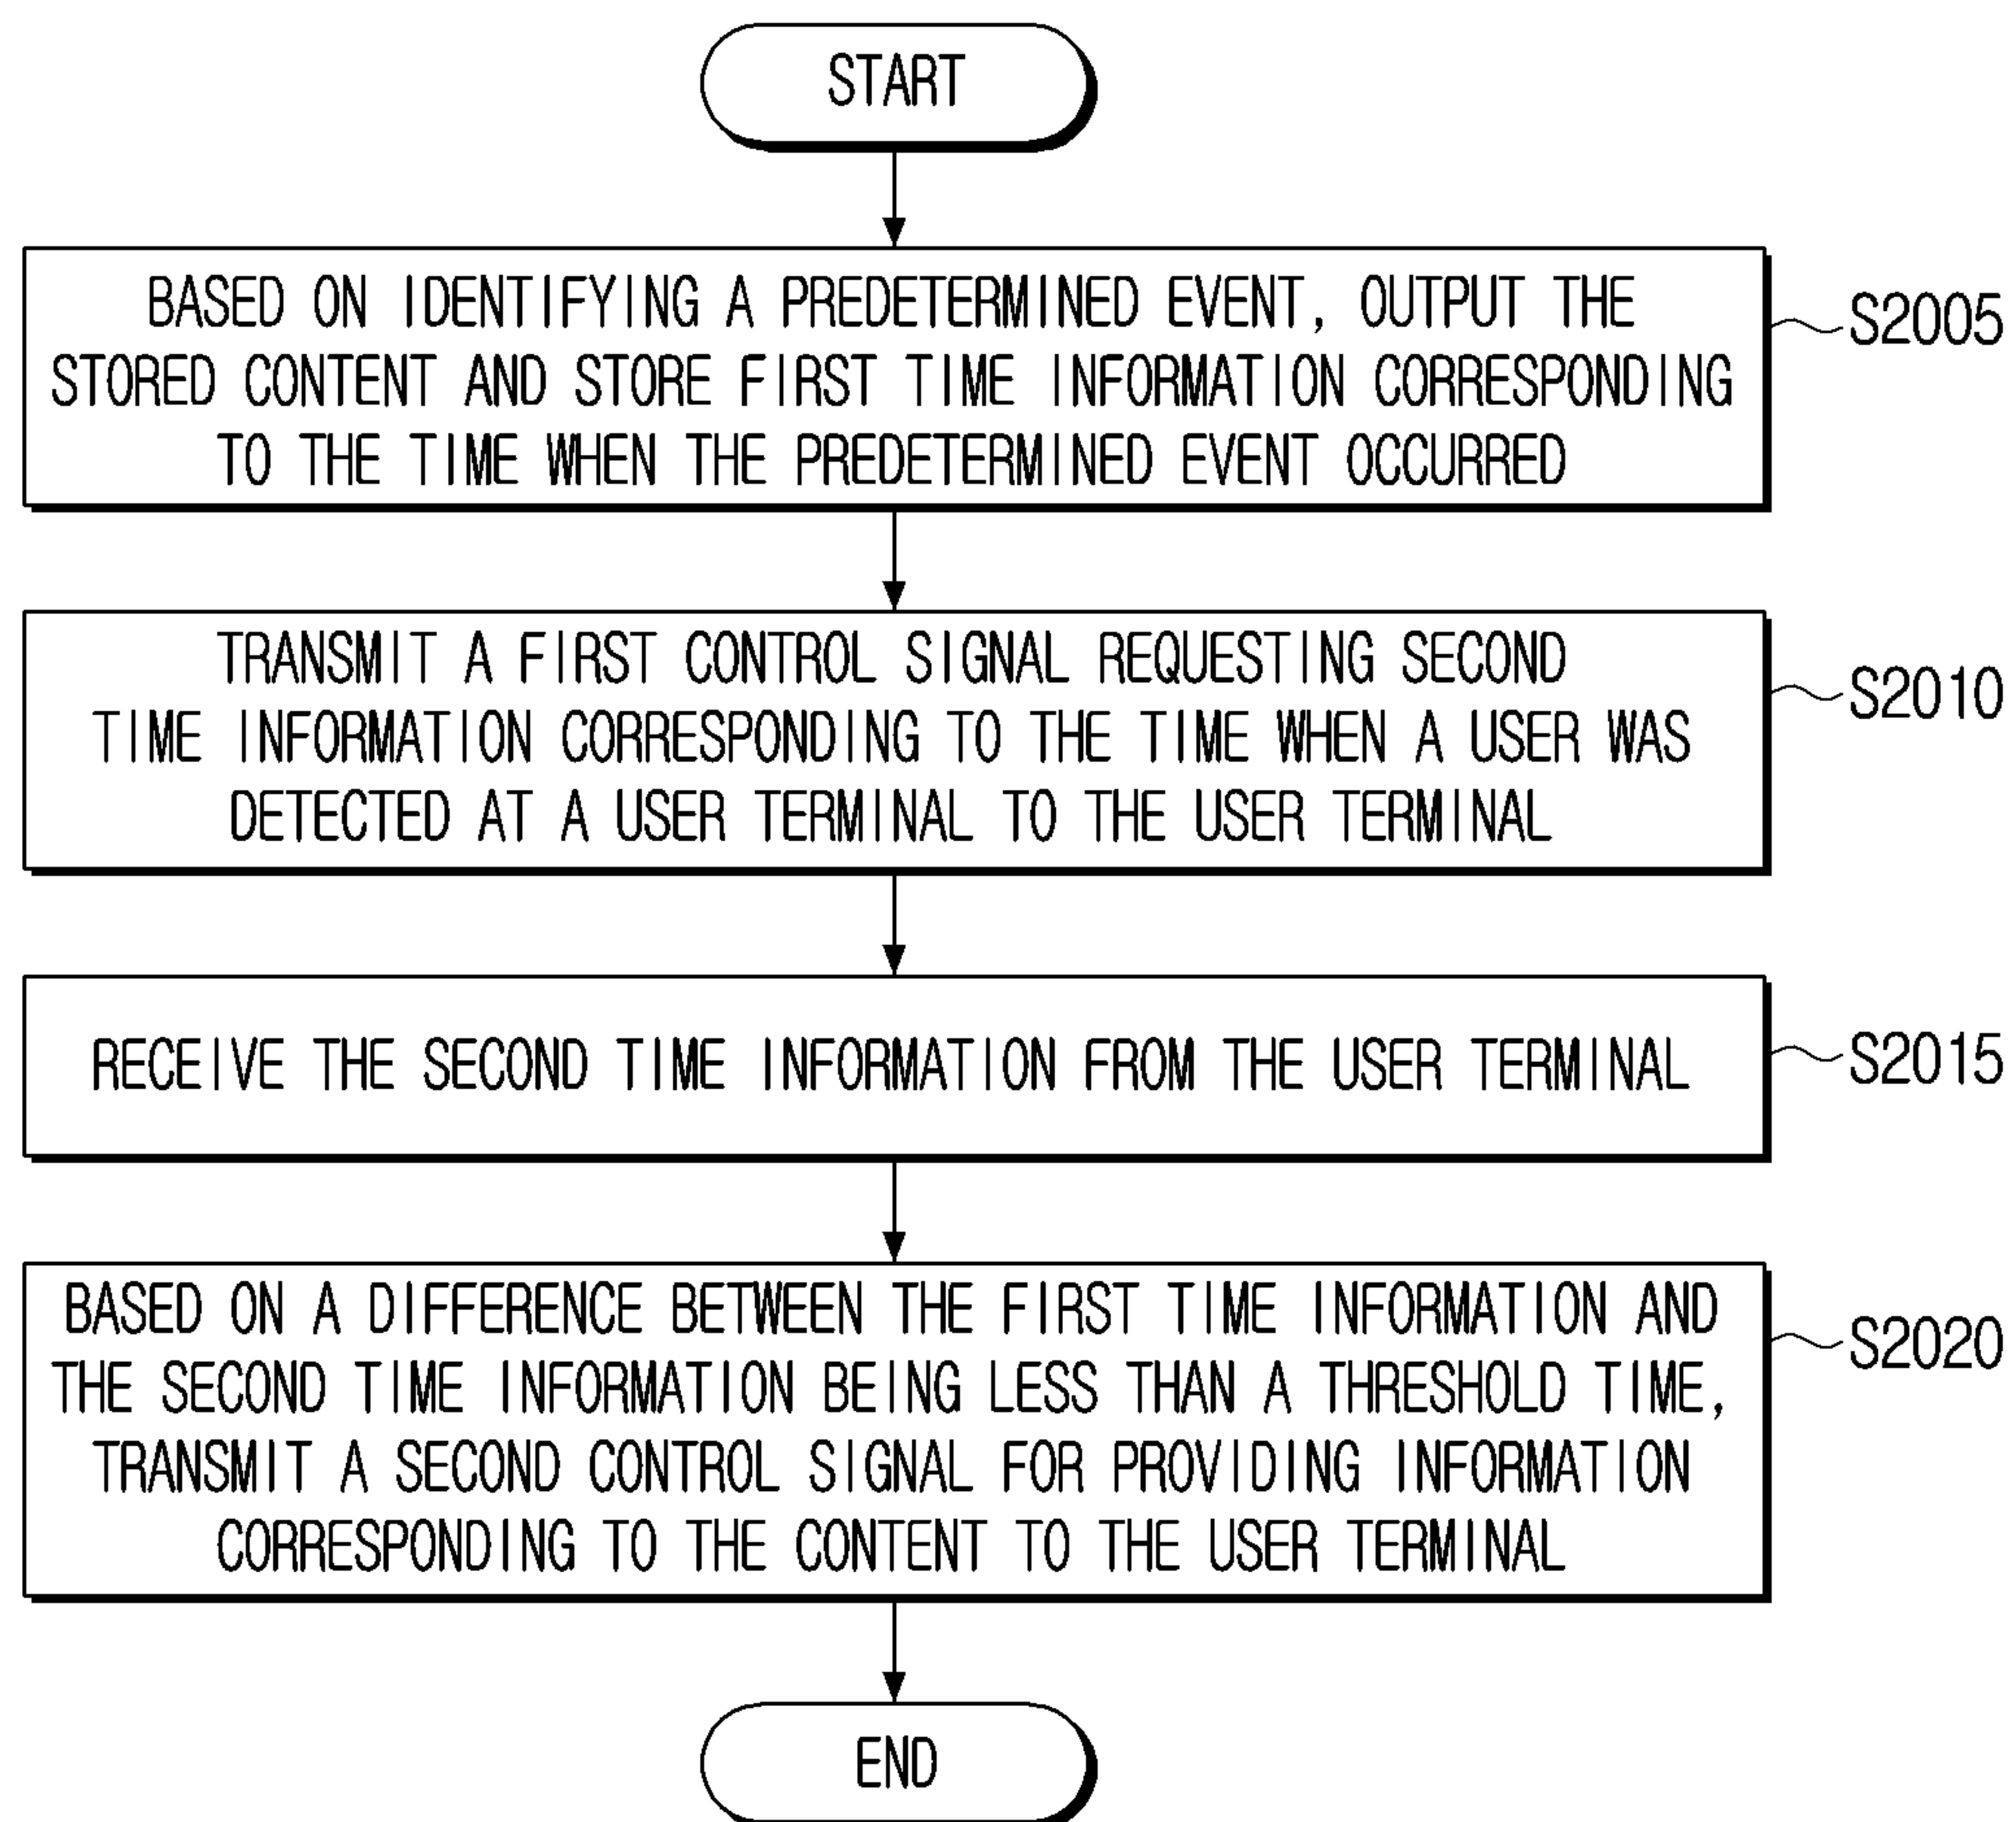 START
BASED ON IDENTIFYING A PREDETERMINED EVENT, OUTPUT THE
STORED CONTENT AND STORE FIRST TIME INFORMATION CORRESPONDING
TO THE TIME WHEN THE PREDETERMINED EVENT OCCURRED
S2005
TRANSMIT A FIRST CONTROL SIGNAL REQUESTING SECOND
TIME INFORMATION CORRESPONDING TO THE TIME WHEN A USER WAS
DETECTED AT A USER TERMINAL TO THE USER TERMINAL
S2010
RECEIVE THE SECOND TIME INFORMATION FROM THE USER TERMINAL
S2015
BASED ON A DIFFERENCE BETWEEN THE FIRST TIME INFORMATION AND
THE SECOND TIME INFORMATION BEING LESS THAN A THRESHOLD TIME,
TRANSMIT A SECOND CONTROL SIGNAL FOR PROVIDING INFORMATION
CORRESPONDING TO THE CONTENT TO THE USER TERMINAL
S2020
END